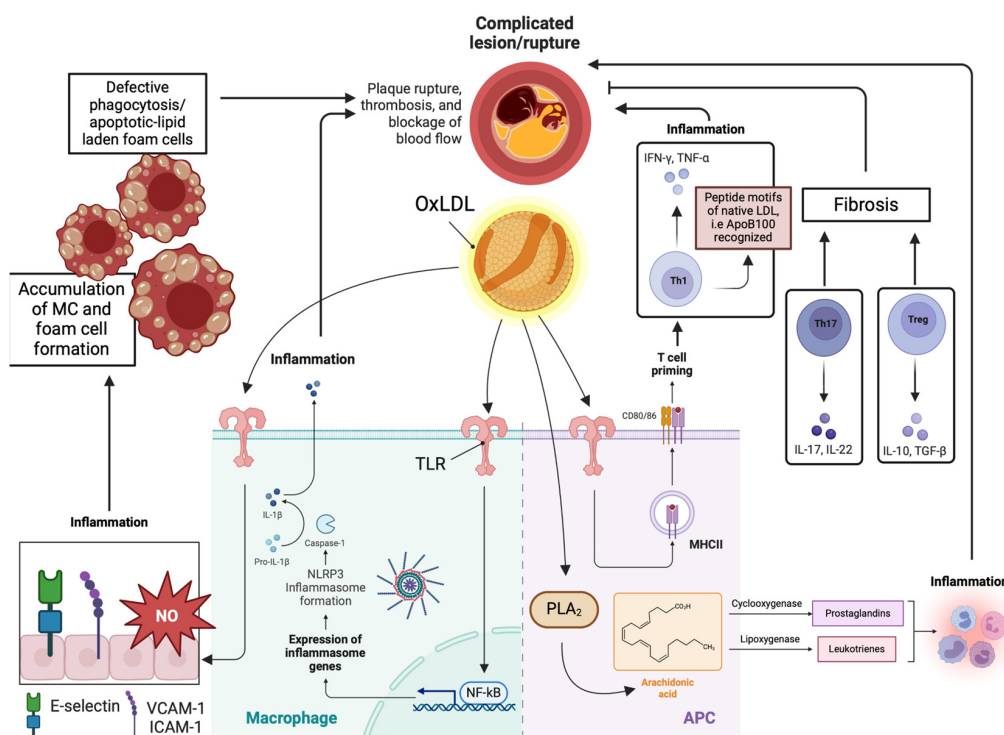 Complicated
lesion/rupture
Defective
phagocytosis/
apoptotic-lipid
laden foam cells
Plaque rupture,
thrombosis, and
blockage of
blood flow
Inflammation
IFN-γ, TNF-α
Peptide motifs
of native LDL,
i.e ApoB100
recognized
Th1
Fibrosis
OxLDL
Accumulation
of MC and
foam cell
formation
Th17
Treg
IL-17, IL-22
IL-10, TGF-β
Inflammation
T cell
priming
CD80/86
TLR
IL-1β
Pro-IL-1β
Caspase-1
NLRP3
Inflammasome
formation
Expression of
inflammasome
genes
NF-kB
Macrophage
MHCII
PLA₂
CO₂H
CH₃
Arachidonic
acid
APC
Cyclooxygenase
Prostaglandins
Lipoxygenase
Leukotrienes
Inflammation
Inflammation
NO
E-selectin
VCAM-1
ICAM-1